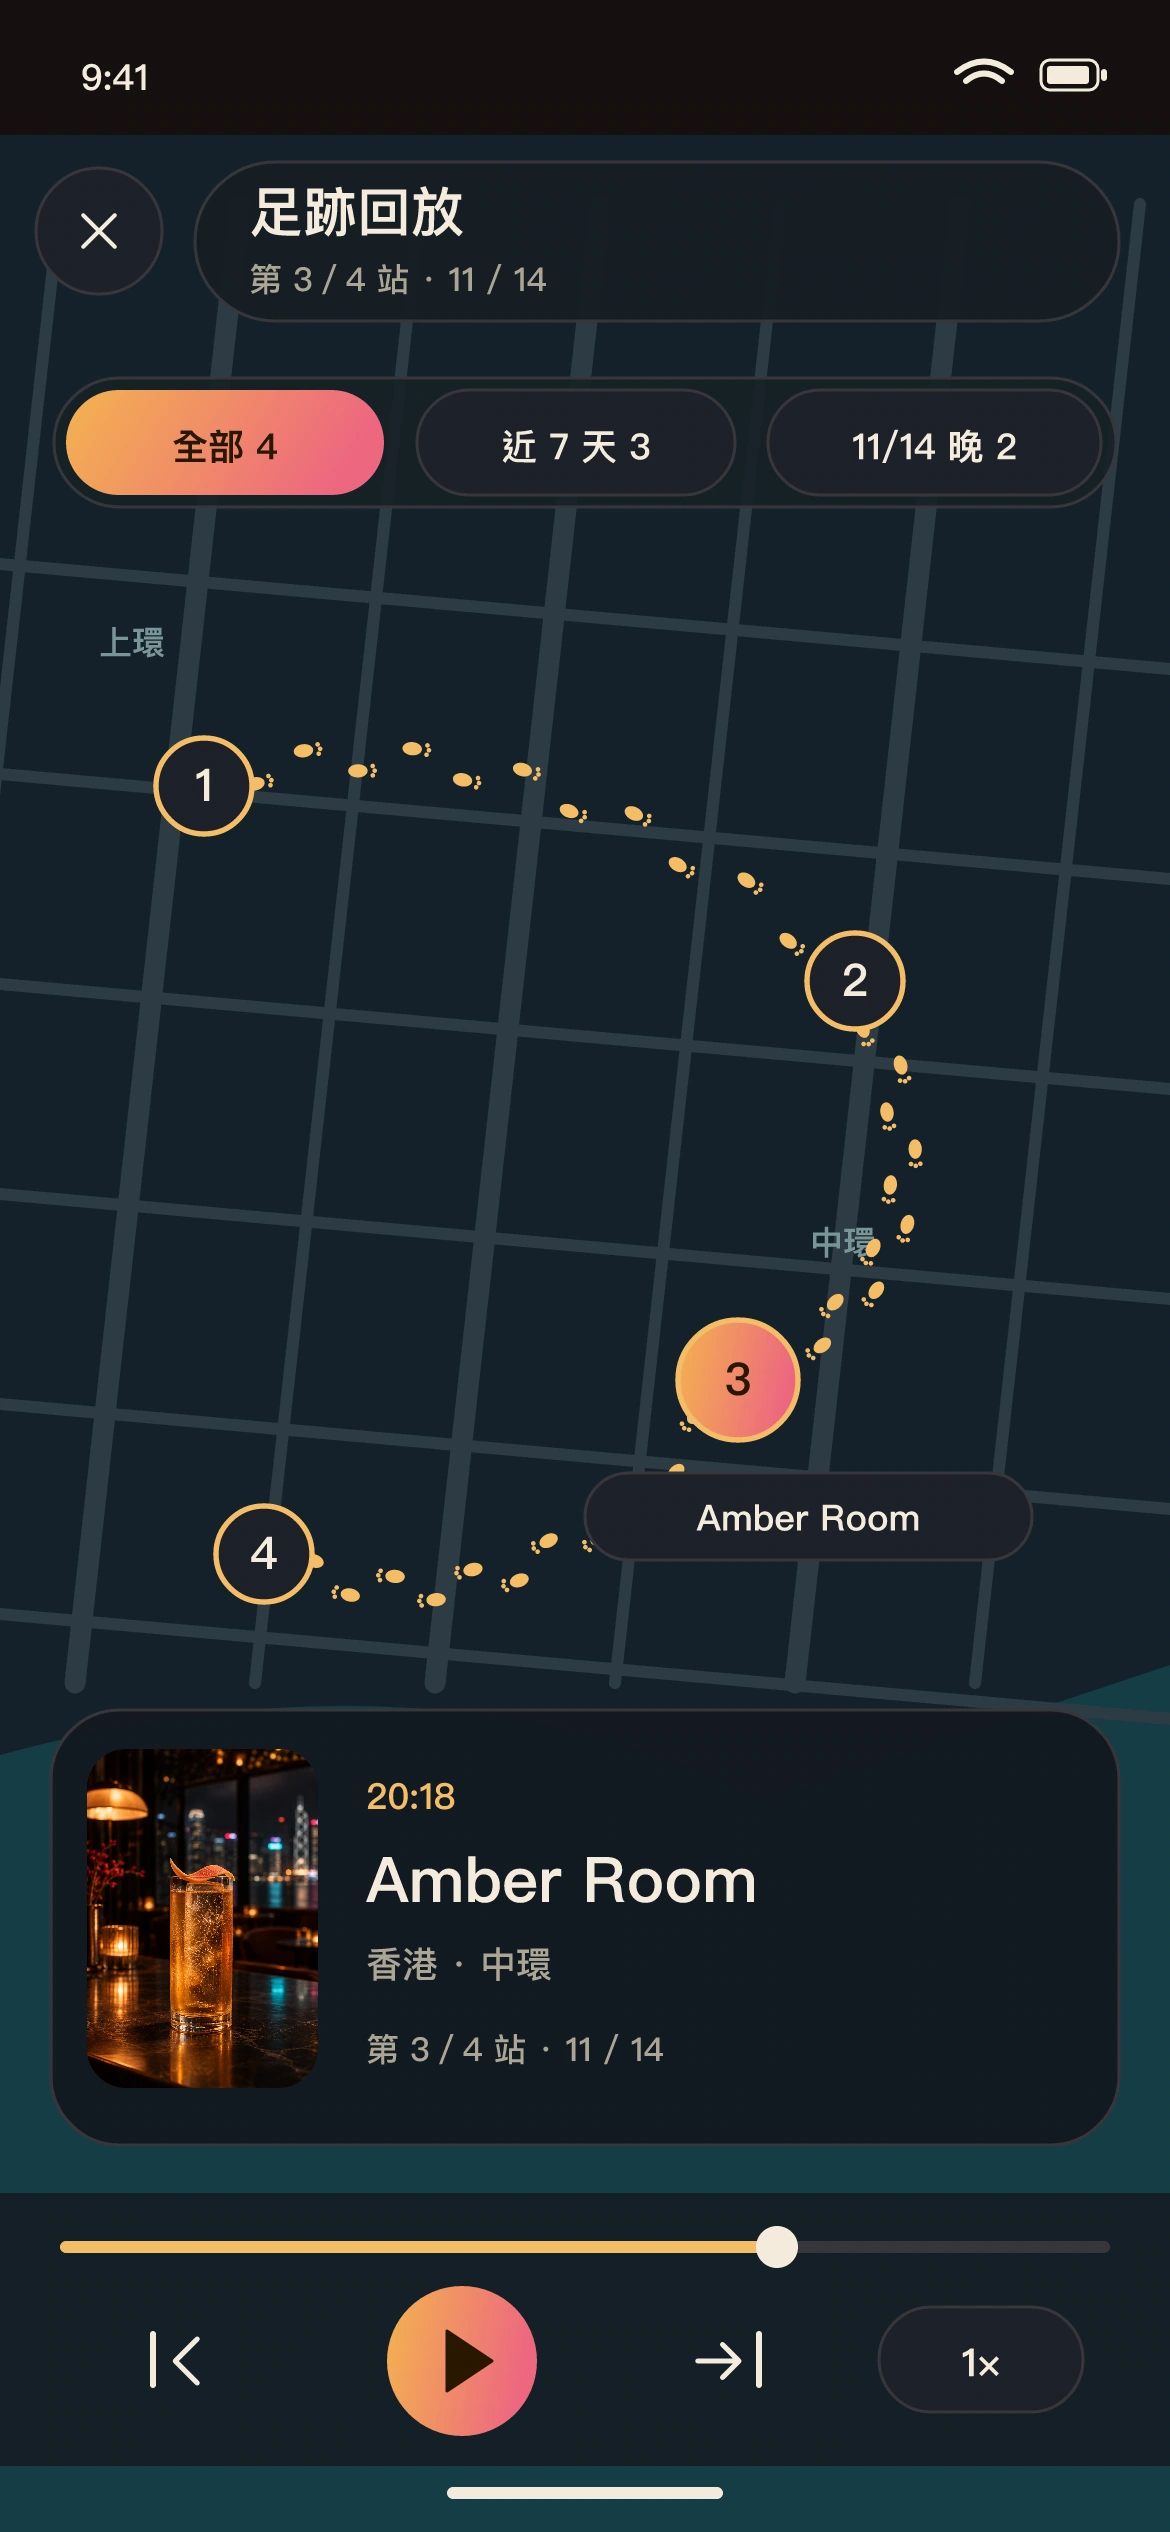 9:41
足跡回放
第 3 / 4 站 · 11 / 14
全部 4
近 7 天 3
11/14 晚 2
上環
1
2
中環
3
Amber Room
4
20:18
Amber Room
香港 · 中環
第 3 / 4 站 · 11 / 14
1×